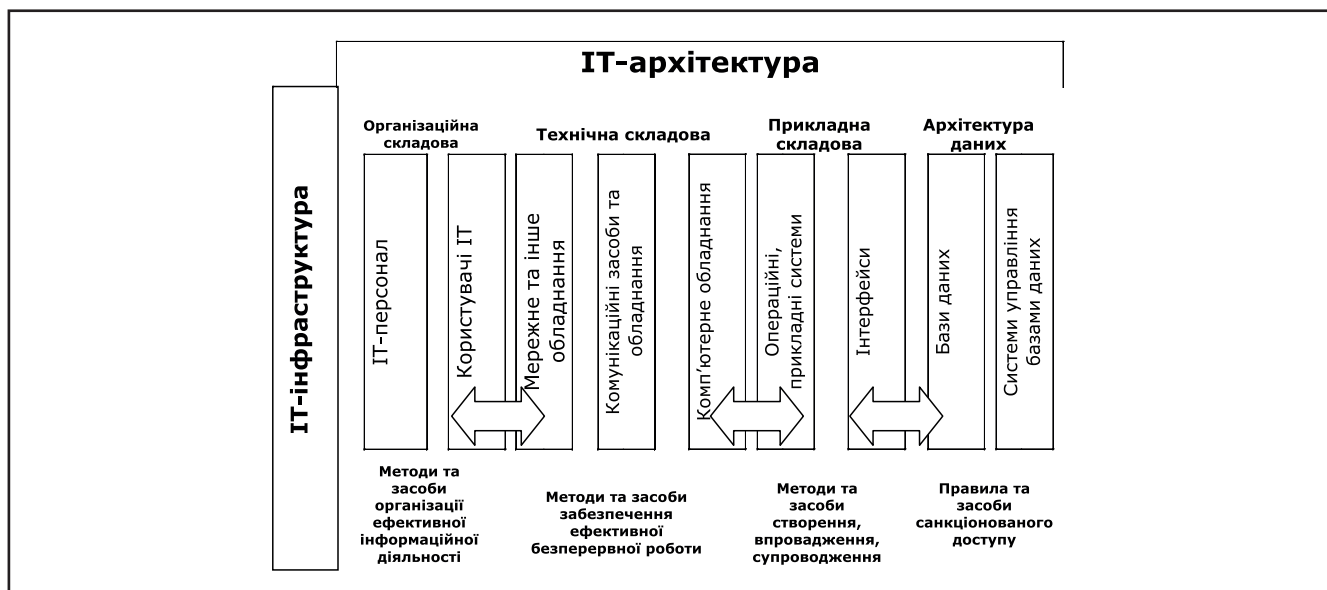 ІТ-архітектура
ІТ-інфраструктура
Організаційна
складова
Технічна складова
Прикладна
складова
Архітектура
даних
ІТ-персонал
Користувачі ІТ
Мережне та інше
обладнання
Комунікаційні засоби та
обладнання
Комп’ютерне обладнання
Операційні,
прикладні системи
Інтерфейси
Бази даних
Системи управління
базами даних
Методи та
засоби
організації
ефективної
інформаційної
діяльності
Методи та засоби
забезпечення
ефективної
безперервної роботи
Методи та
засоби
створення,
впровадження,
супроводження
Правила та
засоби
санкціонованого
доступу